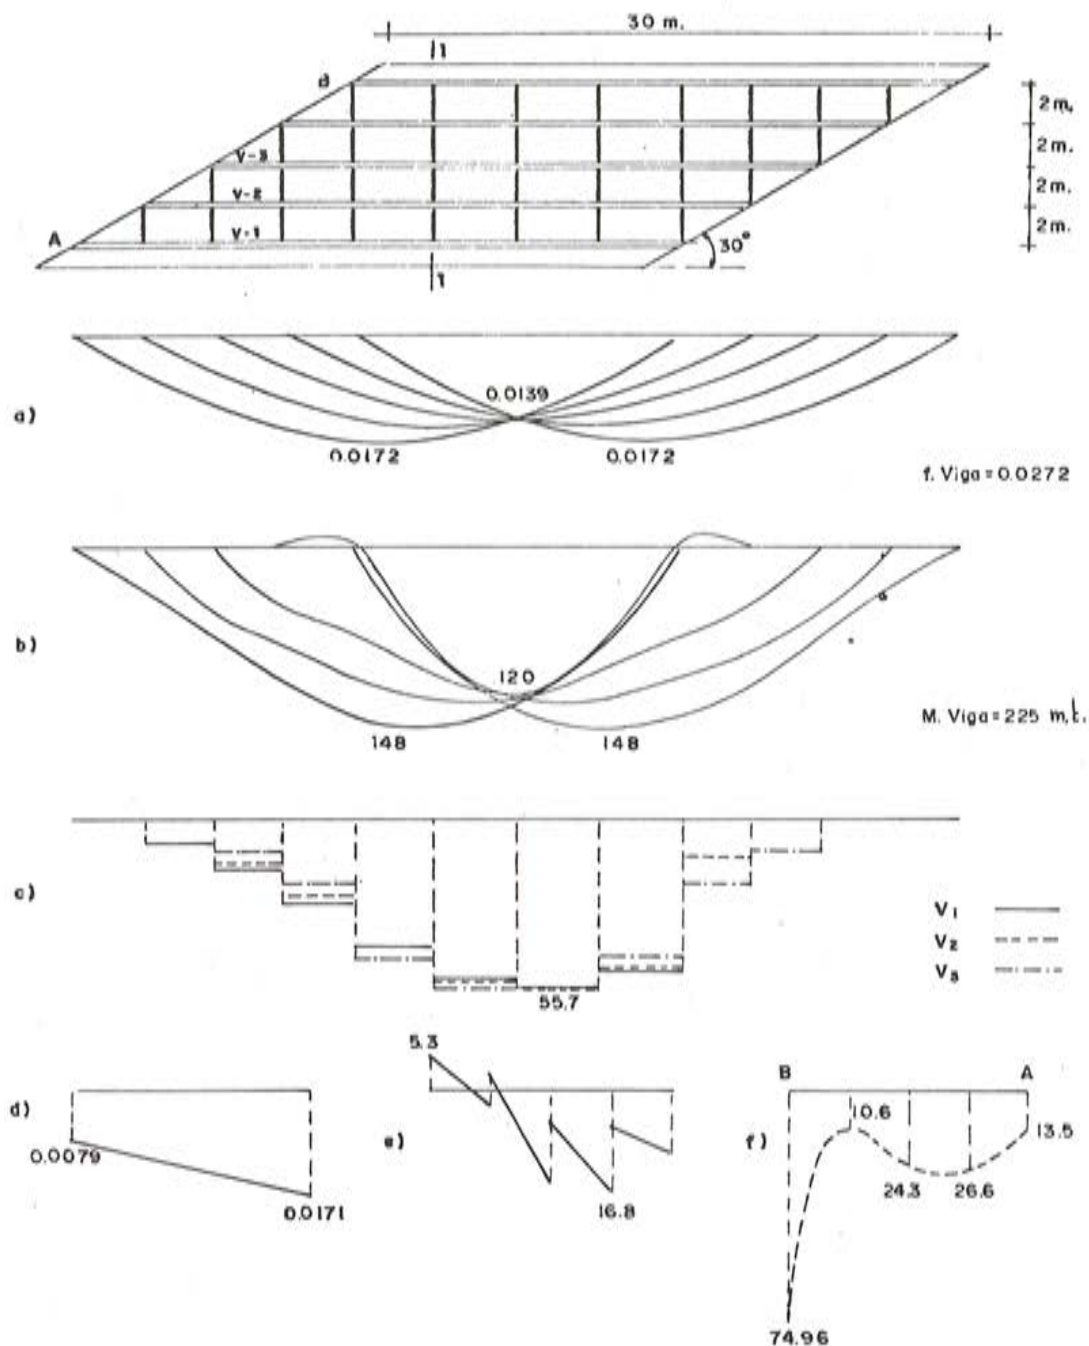 30 m.
1
B
2 m.
2 m.
V-3
2 m.
V-2
2 m.
A
V-1
30°
1
0.0139
a)
0.0172
0.0172
f. Viga = 0.0272
b)
120
M. Viga = 225 m.t.
148
148
c)
V1
V2
V3
55.7
5.3
B
A
d)
e)
f)
10.6
13.5
0.0079
24.3
26.6
0.0171
16.8
74.96